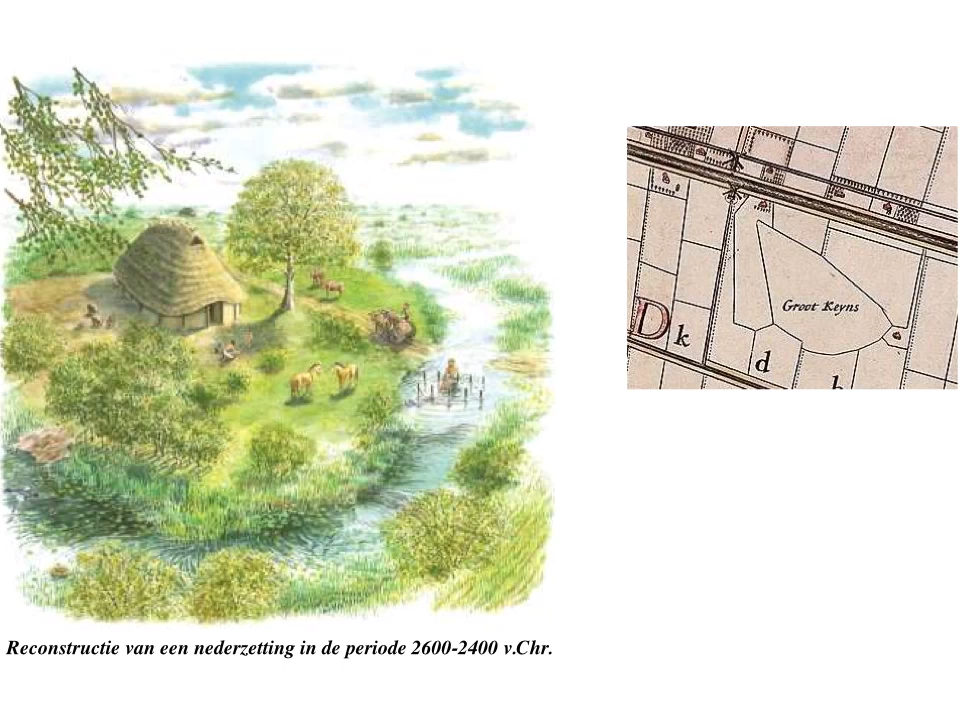 Groot Keyns
D
k
d
Reconstructie van een nederzetting in de periode 2600-2400 v.Chr.